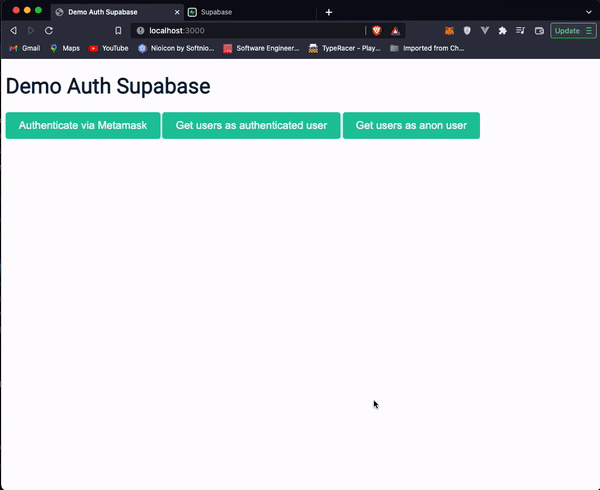 Demo Auth Supabase
Supabase
localhost:3000
Update
Gmail
Maps
YouTube
Nioicon by Softnio...
Software Engineer...
TypeRacer - Play...
Imported from Ch...
Demo Auth Supabase
Authenticate via Metamask
Get users as authenticated user
Get users as anon user